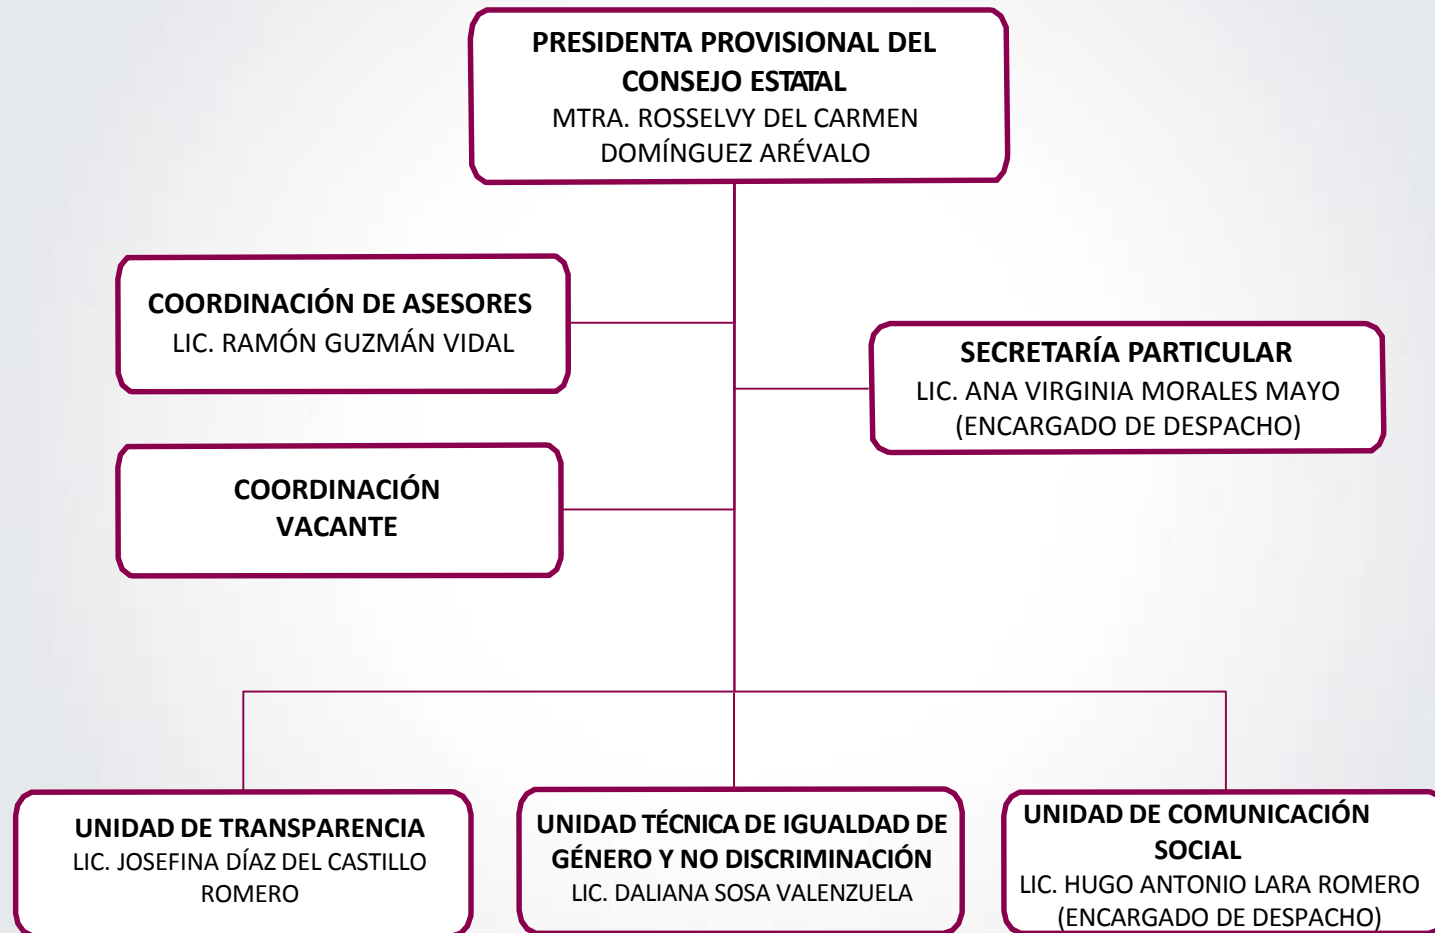 PRESIDENTA PROVISIONAL DEL
CONSEJO ESTATAL
MTRA. ROSSELVY DEL CARMEN
DOMÍNGUEZ ARÉVALO
COORDINACIÓN DE ASESORES
LIC. RAMÓN GUZMÁN VIDAL
SECRETARÍA PARTICULAR
LIC. ANA VIRGINIA MORALES MAYO
(ENCARGADO DE DESPACHO)
COORDINACIÓN
VACANTE
UNIDAD DE TRANSPARENCIA
LIC. JOSEFINA DÍAZ DEL CASTILLO
ROMERO
UNIDAD TÉCNICA DE IGUALDAD DE
GÉNERO Y NO DISCRIMINACIÓN
LIC. DALIANA SOSA VALENZUELA
UNIDAD DE COMUNICACIÓN
SOCIAL
LIC. HUGO ANTONIO LARA ROMERO
(ENCARGADO DE DESPACHO)